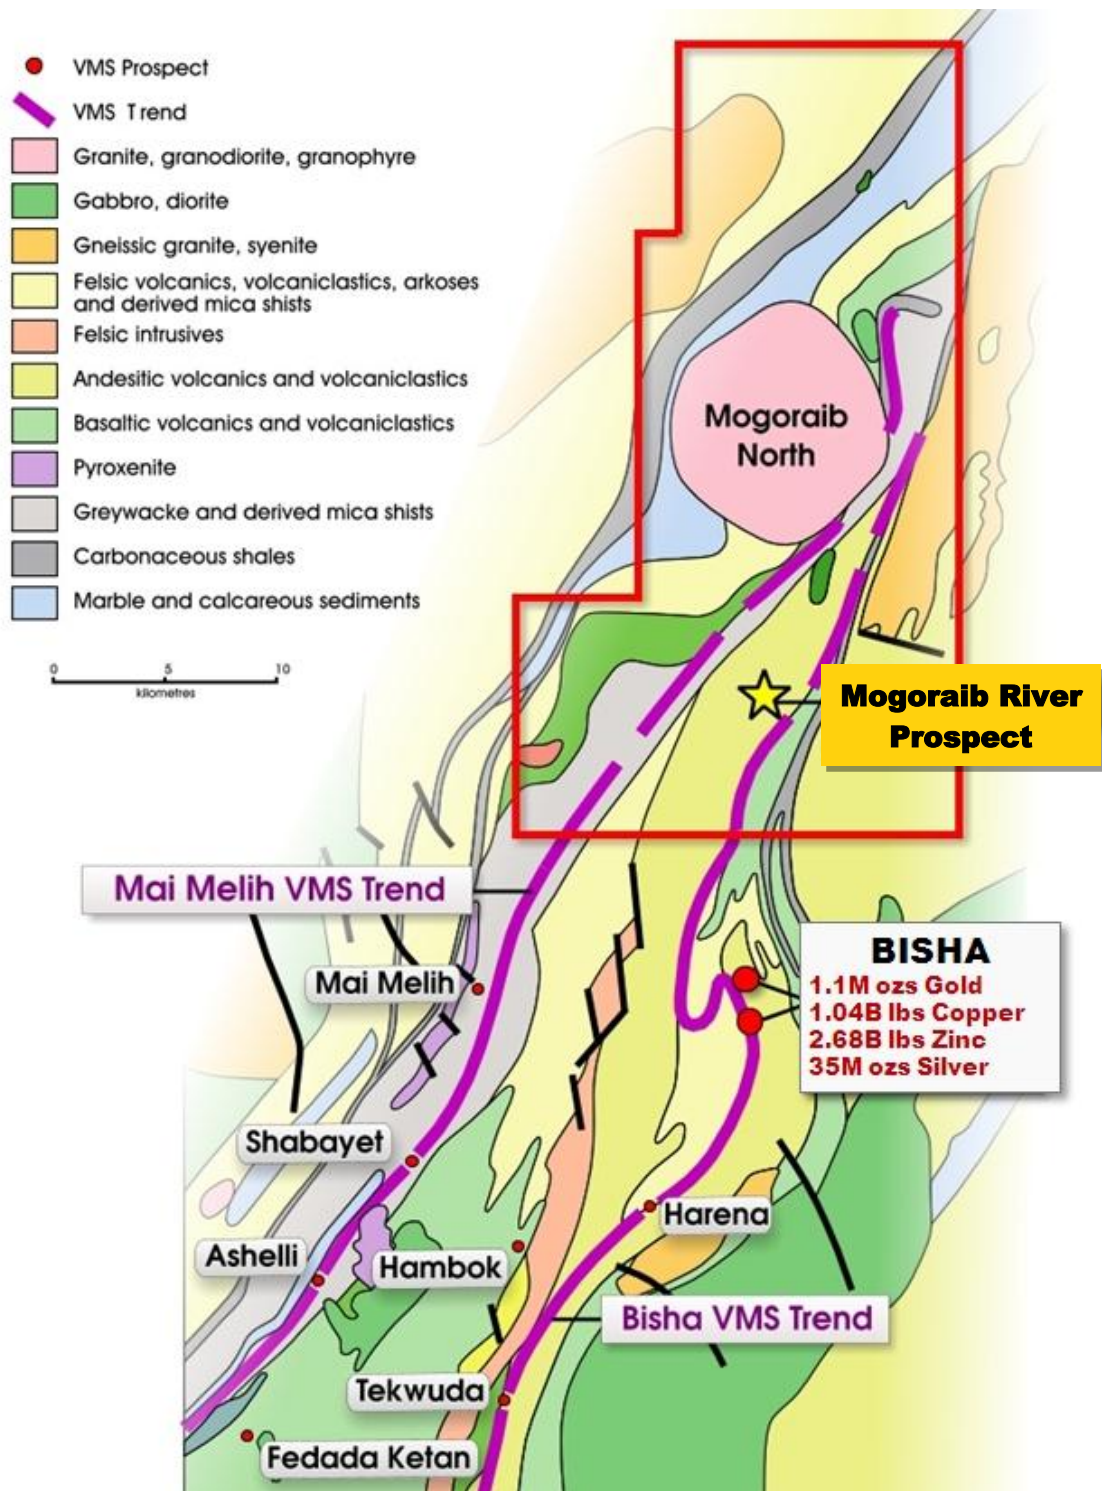 VMS Prospect
VMS Trend
Granite, granodiorite, granophyre
Gabbro, diorite
Gneissic granite, syenite
Felsic volcanics, volcaniclastics, arkoses
and derived mica shists
Felsic intrusives
Andesitic volcanics and volcaniclastics
Basaltic volcanics and volcaniclastics
Pyroxenite
Greywacke and derived mica shists
Carbonaceous shales
Marble and calcareous sediments
0 5 10
kilometres
Mogoraib
North
Mogoraib River
Prospect
Mai Melih VMS Trend
Mai Melih
BISHA
1.1M ozs Gold
1.04B lbs Copper
2.68B lbs Zinc
35M ozs Silver
Shabayet
Harena
Ashelli
Hambok
Bisha VMS Trend
Tekwuda
Fedada Ketan